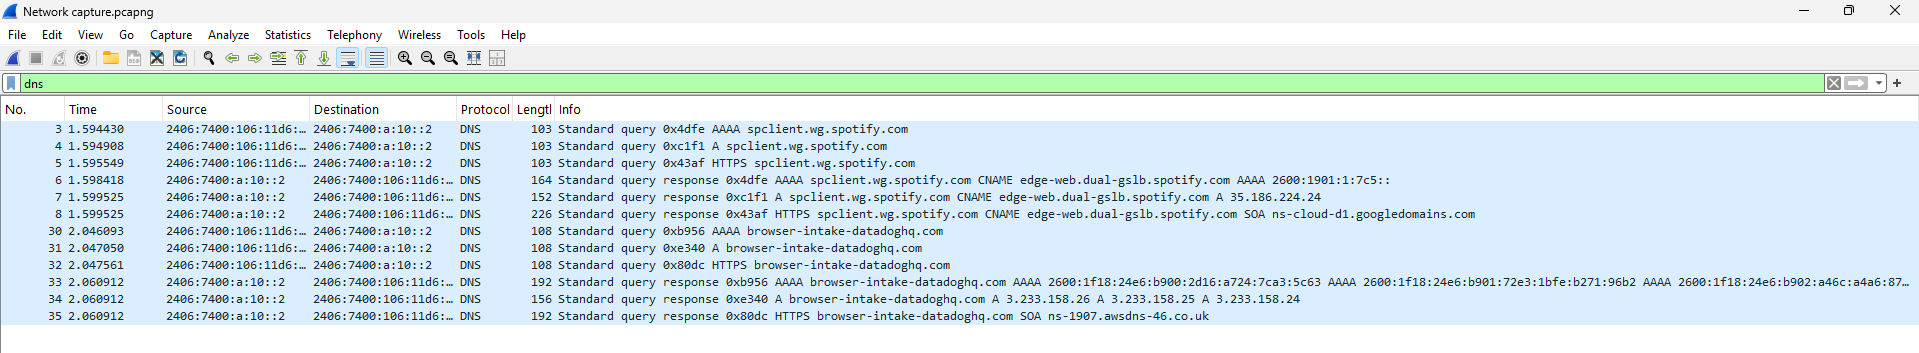 Network capture.pcapng
File Edit View Go Capture Analyze Statistics Telephony Wireless Tools Help
dns
No. Time Source Destination Protocol Lengtl Info
3 1.594430 2406:7400:106:11d6:… 2406:7400:a:10::2 DNS 103 Standard query 0x4dfe AAAA spclient.wg.spotify.com
4 1.594908 2406:7400:106:11d6:… 2406:7400:a:10::2 DNS 103 Standard query 0xc1f1 A spclient.wg.spotify.com
5 1.595549 2406:7400:106:11d6:… 2406:7400:a:10::2 DNS 103 Standard query 0x43af HTTPS spclient.wg.spotify.com
6 1.598418 2406:7400:a:10::2 2406:7400:106:11d6:… DNS 164 Standard query response 0x4dfe AAAA spclient.wg.spotify.com CNAME edge-web.dual-gslb.spotify.com AAAA 2600:1901:1:7c5::
7 1.599525 2406:7400:a:10::2 2406:7400:106:11d6:… DNS 152 Standard query response 0xc1f1 A spclient.wg.spotify.com CNAME edge-web.dual-gslb.spotify.com A 35.186.224.24
8 1.599525 2406:7400:a:10::2 2406:7400:106:11d6:… DNS 226 Standard query response 0x43af HTTPS spclient.wg.spotify.com CNAME edge-web.dual-gslb.spotify.com SOA ns-cloud-d1.googledomains.com
30 2.046093 2406:7400:106:11d6:… 2406:7400:a:10::2 DNS 108 Standard query 0xb956 AAAA browser-intake-datadoghq.com
31 2.047050 2406:7400:106:11d6:… 2406:7400:a:10::2 DNS 108 Standard query 0xe340 A browser-intake-datadoghq.com
32 2.047561 2406:7400:106:11d6:… 2406:7400:a:10::2 DNS 108 Standard query 0x80dc HTTPS browser-intake-datadoghq.com
33 2.060912 2406:7400:a:10::2 2406:7400:106:11d6:… DNS 192 Standard query response 0xb956 AAAA browser-intake-datadoghq.com AAAA 2600:1f18:24e6:b900:2d16:a724:7ca3:5c63 AAAA 2600:1f18:24e6:b901:72e3:1bfe:b271:96b2 AAAA 2600:1f18:24e6:b902:a46c:a4a6:87…
34 2.060912 2406:7400:a:10::2 2406:7400:106:11d6:… DNS 156 Standard query response 0xe340 A browser-intake-datadoghq.com A 3.233.158.26 A 3.233.158.25 A 3.233.158.24
35 2.060912 2406:7400:a:10::2 2406:7400:106:11d6:… DNS 192 Standard query response 0x80dc HTTPS browser-intake-datadoghq.com SOA ns-1907.awsdns-46.co.uk